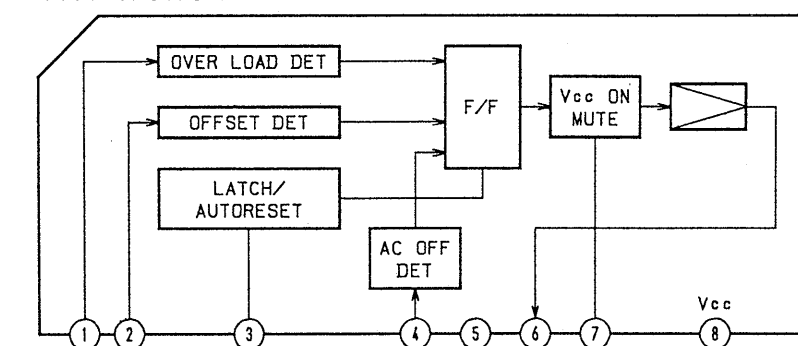 OVER LOAD DET
OFFSET DET
LATCH/
AUTORESET
F/F
Vcc ON
MUTE
AC OFF
DET
Vcc
1 2 3 4 5 6 7 8